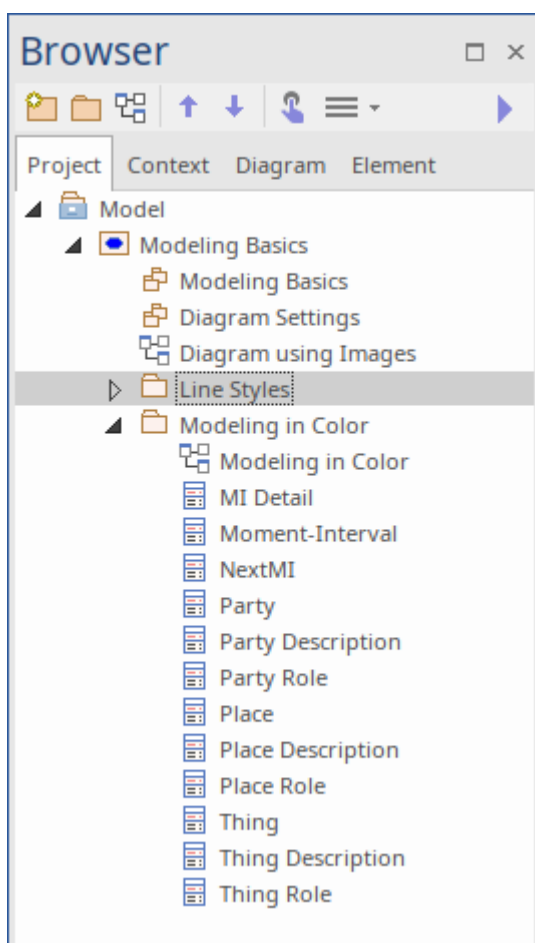 Browser
Project Context Diagram Element
Model
Modeling Basics
Modeling Basics
Diagram Settings
Diagram using Images
Line Styles
Modeling in Color
Modeling in Color
MI Detail
Moment-Interval
NextMI
Party
Party Description
Party Role
Place
Place Description
Place Role
Thing
Thing Description
Thing Role